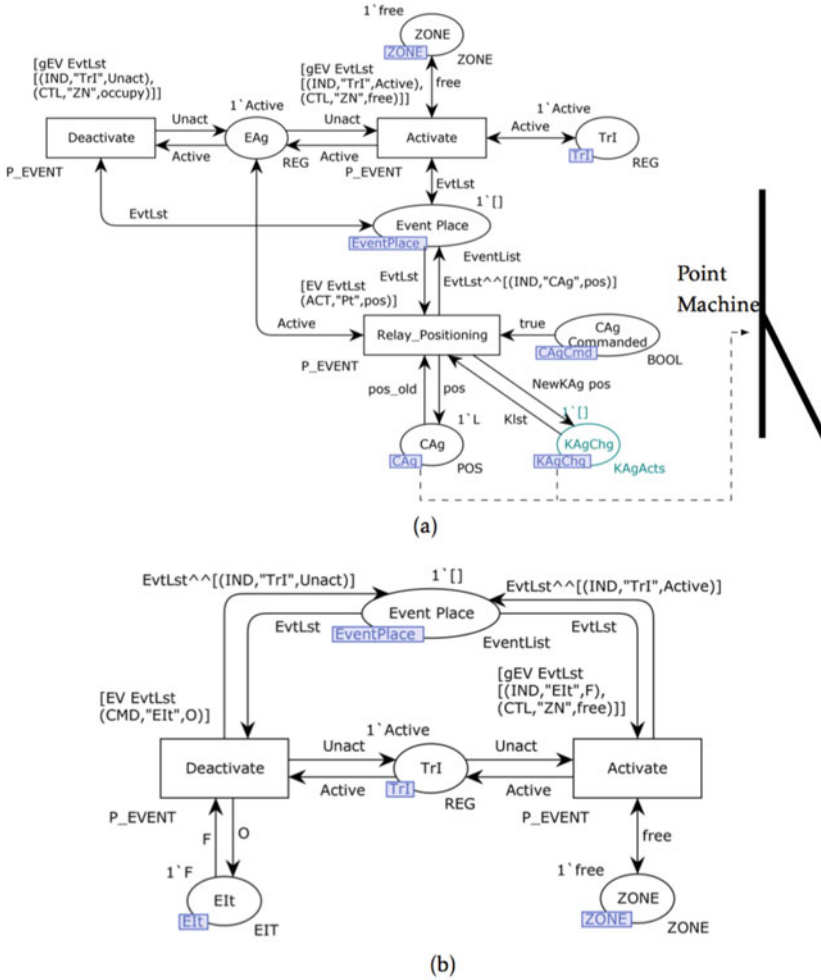 1`free
ZONE
ZONE
ZONE
free
[gEV EvtLst
[(IND,"TrI",Unact),
(CTL,"ZN",occupy)]]
[gEV EvtLst
[(IND,"TrI",Active),
(CTL,"ZN",free)]]
Deactivate
P_EVENT
Unact
Active
1`Active
EAg
REG
Unact
Active
Activate
P_EVENT
Active
1`Active
TrI
TrI
REG
EvtLst
EvtLst
1`[]
Event Place
EventPlace
EventList
EvtLst
EvtLst^^[(IND,"CAg",pos)]
[EV EvtLst
(ACT,"Pt",pos)]
Active
Relay_Positioning
P_EVENT
true
CAg
Commanded
CAgCmd
BOOL
Point
Machine
pos_old
pos
NewKAg pos
Klst
1`L
CAg
CAg
POS
1`[]
KAgChg
KAgChg
KAgActs
(a)
EvtLst^^[(IND,"TrI",Unact)]
1`[]
EvtLst^^[(IND,"TrI",Active)]
Event Place
EventPlace
EventList
EvtLst
EvtLst
[EV EvtLst
(CMD,"EIt",O)]
[gEV EvtLst
[(IND,"EIt",F),
(CTL,"ZN",free)]]
Deactivate
P_EVENT
Unact
Active
1`Active
TrI
TrI
REG
Unact
Active
Activate
P_EVENT
F
O
1`F
EIt
EIt
EIT
free
1`free
ZONE
ZONE
ZONE
(b)